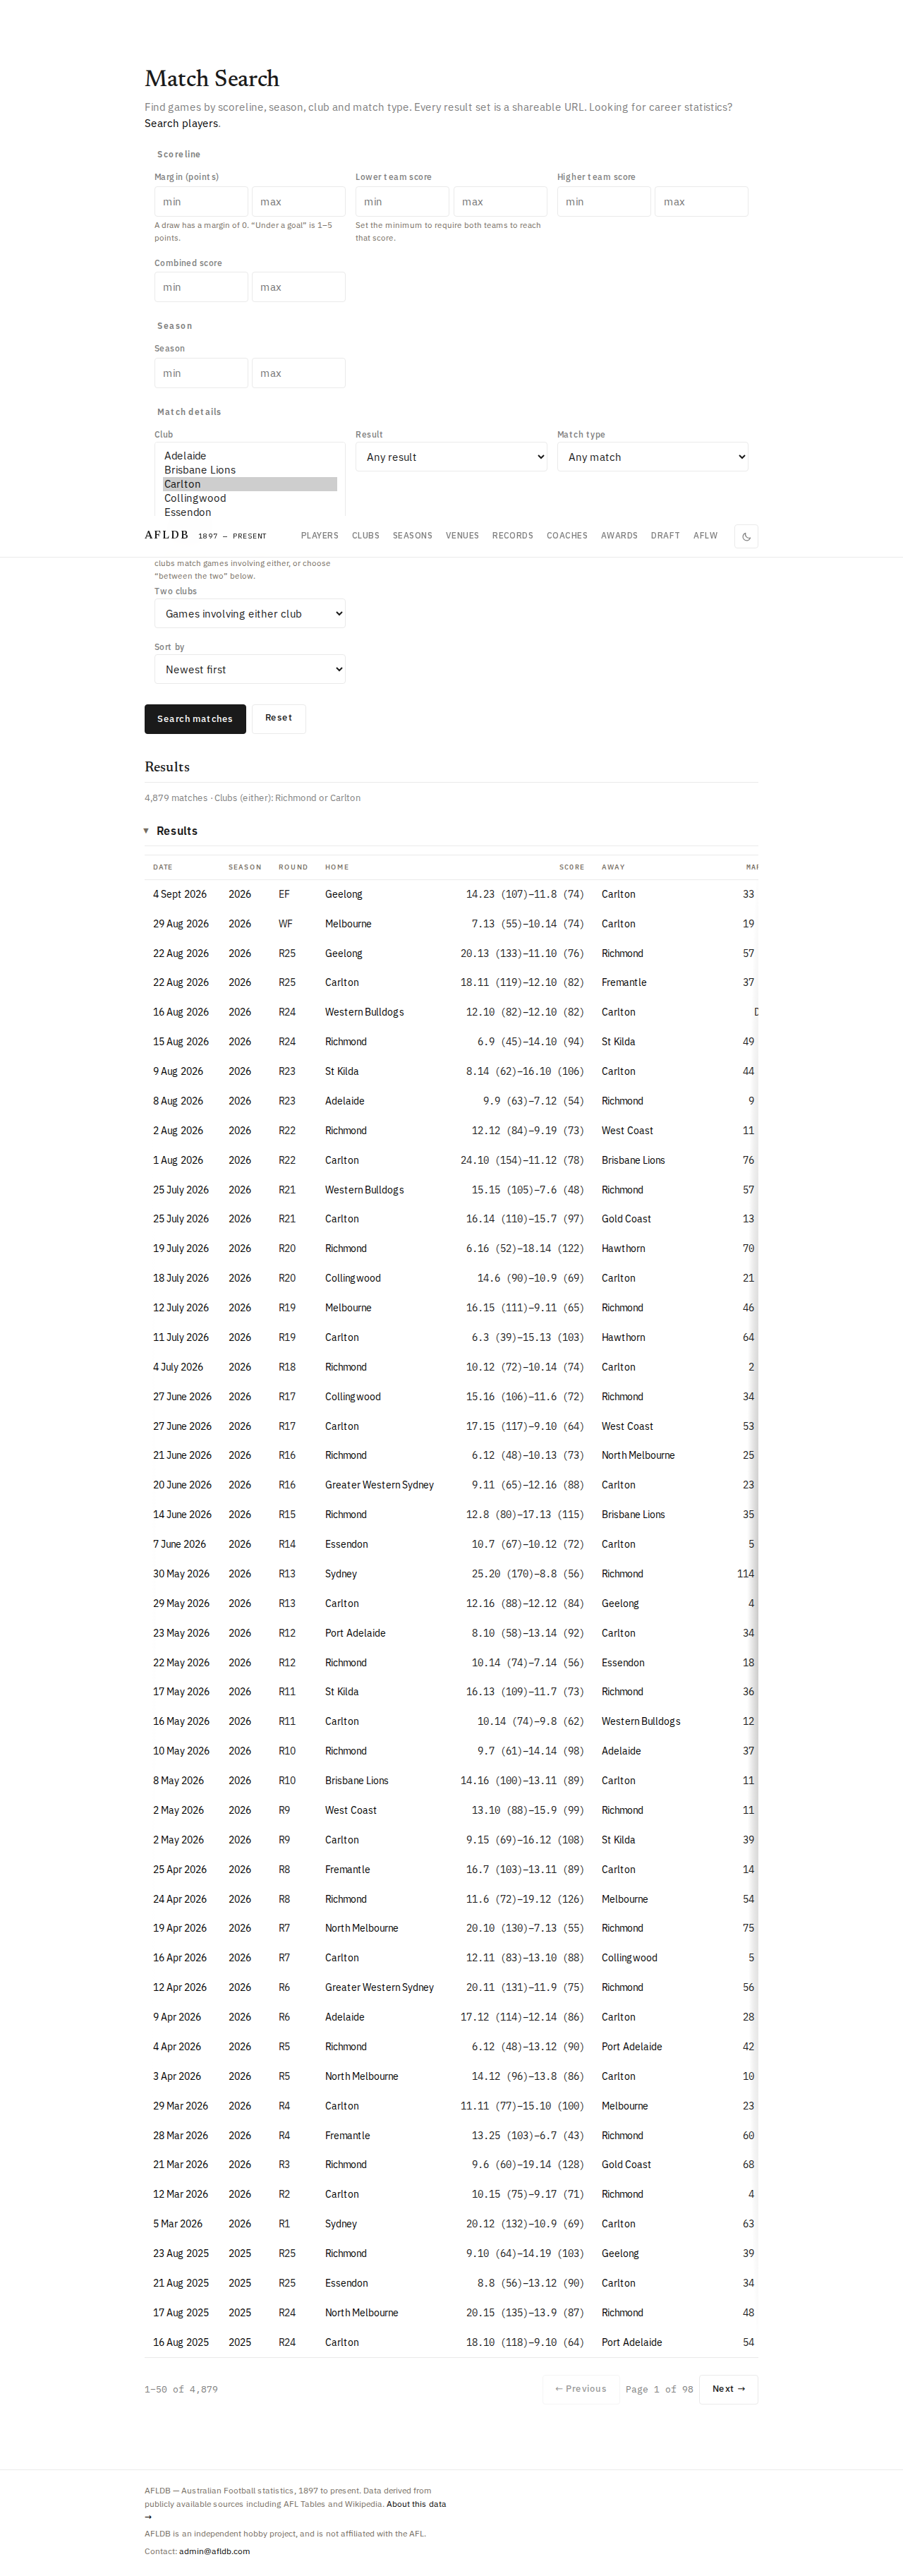 Match Search
Find games by scoreline, season, club and match type. Every result set is a shareable URL. Looking for career statistics?
Search players.
Scoreline
Margin (points) Lower team score Higher team score
min max min max min max
A draw has a margin of 0. “Under a goal” is 1–5 Set the minimum to require both teams to reach
points. that score.
Combined score
min max
Season
Season
min max
Match details
Club Result Match type
Adelaide Any result Any match
Brisbane Lions
Carlton
Collingwood
Essendon
AFLDB 1897 — PRESENT PLAYERS CLUBS SEASONS VENUES RECORDS COACHES AWARDS DRAFT AFLW
clubs match games involving either, or choose
“between the two” below.
Two clubs
Games involving either club
Sort by
Newest first
Search matches Reset
Results
4,879 matches · Clubs (either): Richmond or Carlton
▼ Results
DATE SEASON ROUND HOME SCORE AWAY
4 Sept 2026 2026 EF Geelong 14.23 (107)–11.8 (74) Carlton 33
29 Aug 2026 2026 WF Melbourne 7.13 (55)–10.14 (74) Carlton 19
22 Aug 2026 2026 R25 Geelong 20.13 (133)–11.10 (76) Richmond 57
22 Aug 2026 2026 R25 Carlton 18.11 (119)–12.10 (82) Fremantle 37
16 Aug 2026 2026 R24 Western Bulldogs 12.10 (82)–12.10 (82) Carlton
15 Aug 2026 2026 R24 Richmond 6.9 (45)–14.10 (94) St Kilda 49
9 Aug 2026 2026 R23 St Kilda 8.14 (62)–16.10 (106) Carlton 44
8 Aug 2026 2026 R23 Adelaide 9.9 (63)–7.12 (54) Richmond 9
2 Aug 2026 2026 R22 Richmond 12.12 (84)–9.19 (73) West Coast 11
1 Aug 2026 2026 R22 Carlton 24.10 (154)–11.12 (78) Brisbane Lions 76
25 July 2026 2026 R21 Western Bulldogs 15.15 (105)–7.6 (48) Richmond 57
25 July 2026 2026 R21 Carlton 16.14 (110)–15.7 (97) Gold Coast 13
19 July 2026 2026 R20 Richmond 6.16 (52)–18.14 (122) Hawthorn 70
18 July 2026 2026 R20 Collingwood 14.6 (90)–10.9 (69) Carlton 21
12 July 2026 2026 R19 Melbourne 16.15 (111)–9.11 (65) Richmond 46
11 July 2026 2026 R19 Carlton 6.3 (39)–15.13 (103) Hawthorn 64
4 July 2026 2026 R18 Richmond 10.12 (72)–10.14 (74) Carlton 2
27 June 2026 2026 R17 Collingwood 15.16 (106)–11.6 (72) Richmond 34
27 June 2026 2026 R17 Carlton 17.15 (117)–9.10 (64) West Coast 53
21 June 2026 2026 R16 Richmond 6.12 (48)–10.13 (73) North Melbourne 25
20 June 2026 2026 R16 Greater Western Sydney 9.11 (65)–12.16 (88) Carlton 23
14 June 2026 2026 R15 Richmond 12.8 (80)–17.13 (115) Brisbane Lions 35
7 June 2026 2026 R14 Essendon 10.7 (67)–10.12 (72) Carlton 5
30 May 2026 2026 R13 Sydney 25.20 (170)–8.8 (56) Richmond 114
29 May 2026 2026 R13 Carlton 12.16 (88)–12.12 (84) Geelong 4
23 May 2026 2026 R12 Port Adelaide 8.10 (58)–13.14 (92) Carlton 34
22 May 2026 2026 R12 Richmond 10.14 (74)–7.14 (56) Essendon 18
17 May 2026 2026 R11 St Kilda 16.13 (109)–11.7 (73) Richmond 36
16 May 2026 2026 R11 Carlton 10.14 (74)–9.8 (62) Western Bulldogs 12
10 May 2026 2026 R10 Richmond 9.7 (61)–14.14 (98) Adelaide 37
8 May 2026 2026 R10 Brisbane Lions 14.16 (100)–13.11 (89) Carlton 11
2 May 2026 2026 R9 West Coast 13.10 (88)–15.9 (99) Richmond 11
2 May 2026 2026 R9 Carlton 9.15 (69)–16.12 (108) St Kilda 39
25 Apr 2026 2026 R8 Fremantle 16.7 (103)–13.11 (89) Carlton 14
24 Apr 2026 2026 R8 Richmond 11.6 (72)–19.12 (126) Melbourne 54
19 Apr 2026 2026 R7 North Melbourne 20.10 (130)–7.13 (55) Richmond 75
16 Apr 2026 2026 R7 Carlton 12.11 (83)–13.10 (88) Collingwood 5
12 Apr 2026 2026 R6 Greater Western Sydney 20.11 (131)–11.9 (75) Richmond 56
9 Apr 2026 2026 R6 Adelaide 17.12 (114)–12.14 (86) Carlton 28
4 Apr 2026 2026 R5 Richmond 6.12 (48)–13.12 (90) Port Adelaide 42
3 Apr 2026 2026 R5 North Melbourne 14.12 (96)–13.8 (86) Carlton 10
29 Mar 2026 2026 R4 Carlton 11.11 (77)–15.10 (100) Melbourne 23
28 Mar 2026 2026 R4 Fremantle 13.25 (103)–6.7 (43) Richmond 60
21 Mar 2026 2026 R3 Richmond 9.6 (60)–19.14 (128) Gold Coast 68
12 Mar 2026 2026 R2 Carlton 10.15 (75)–9.17 (71) Richmond 4
5 Mar 2026 2026 R1 Sydney 20.12 (132)–10.9 (69) Carlton 63
23 Aug 2025 2025 R25 Richmond 9.10 (64)–14.19 (103) Geelong 39
21 Aug 2025 2025 R25 Essendon 8.8 (56)–13.12 (90) Carlton 34
17 Aug 2025 2025 R24 North Melbourne 20.15 (135)–13.9 (87) Richmond 48
16 Aug 2025 2025 R24 Carlton 18.10 (118)–9.10 (64) Port Adelaide 54
1–50 of 4,879 ← Previous Page 1 of 98 Next →
AFLDB — Australian Football statistics, 1897 to present. Data derived from
publicly available sources including AFL Tables and Wikipedia. About this data
→
AFLDB is an independent hobby project, and is not affiliated with the AFL.
Contact: admin@afldb.com